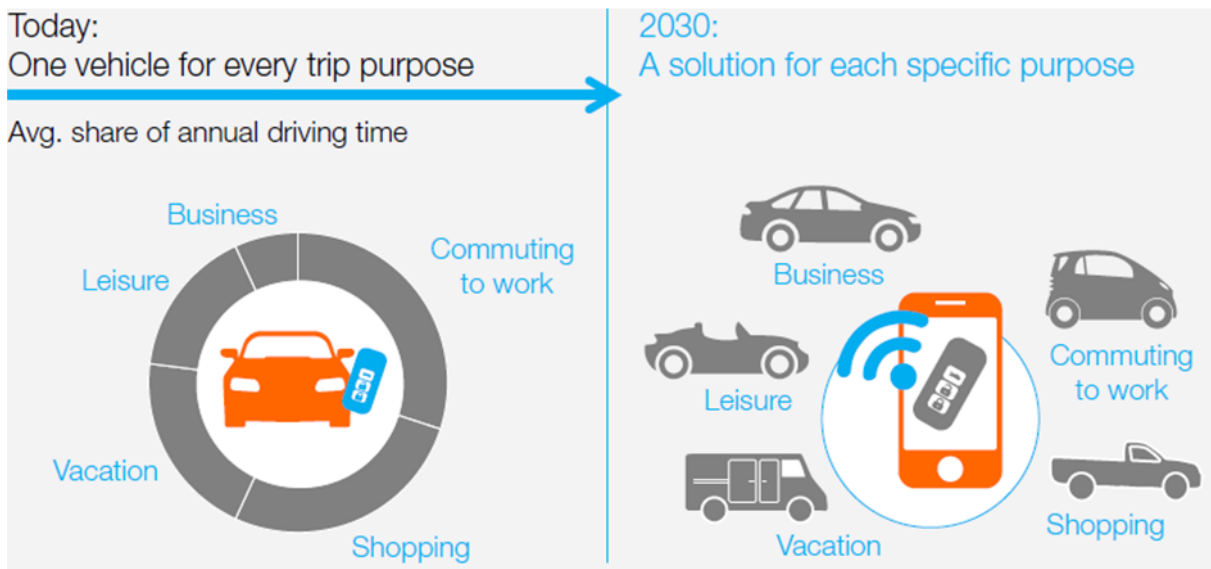 Today:
One vehicle for every trip purpose
Avg. share of annual driving time
Business
Leisure
Commuting
to work
Vacation
Shopping
2030:
A solution for each specific purpose
Business
Leisure
Commuting
to work
Vacation
Shopping